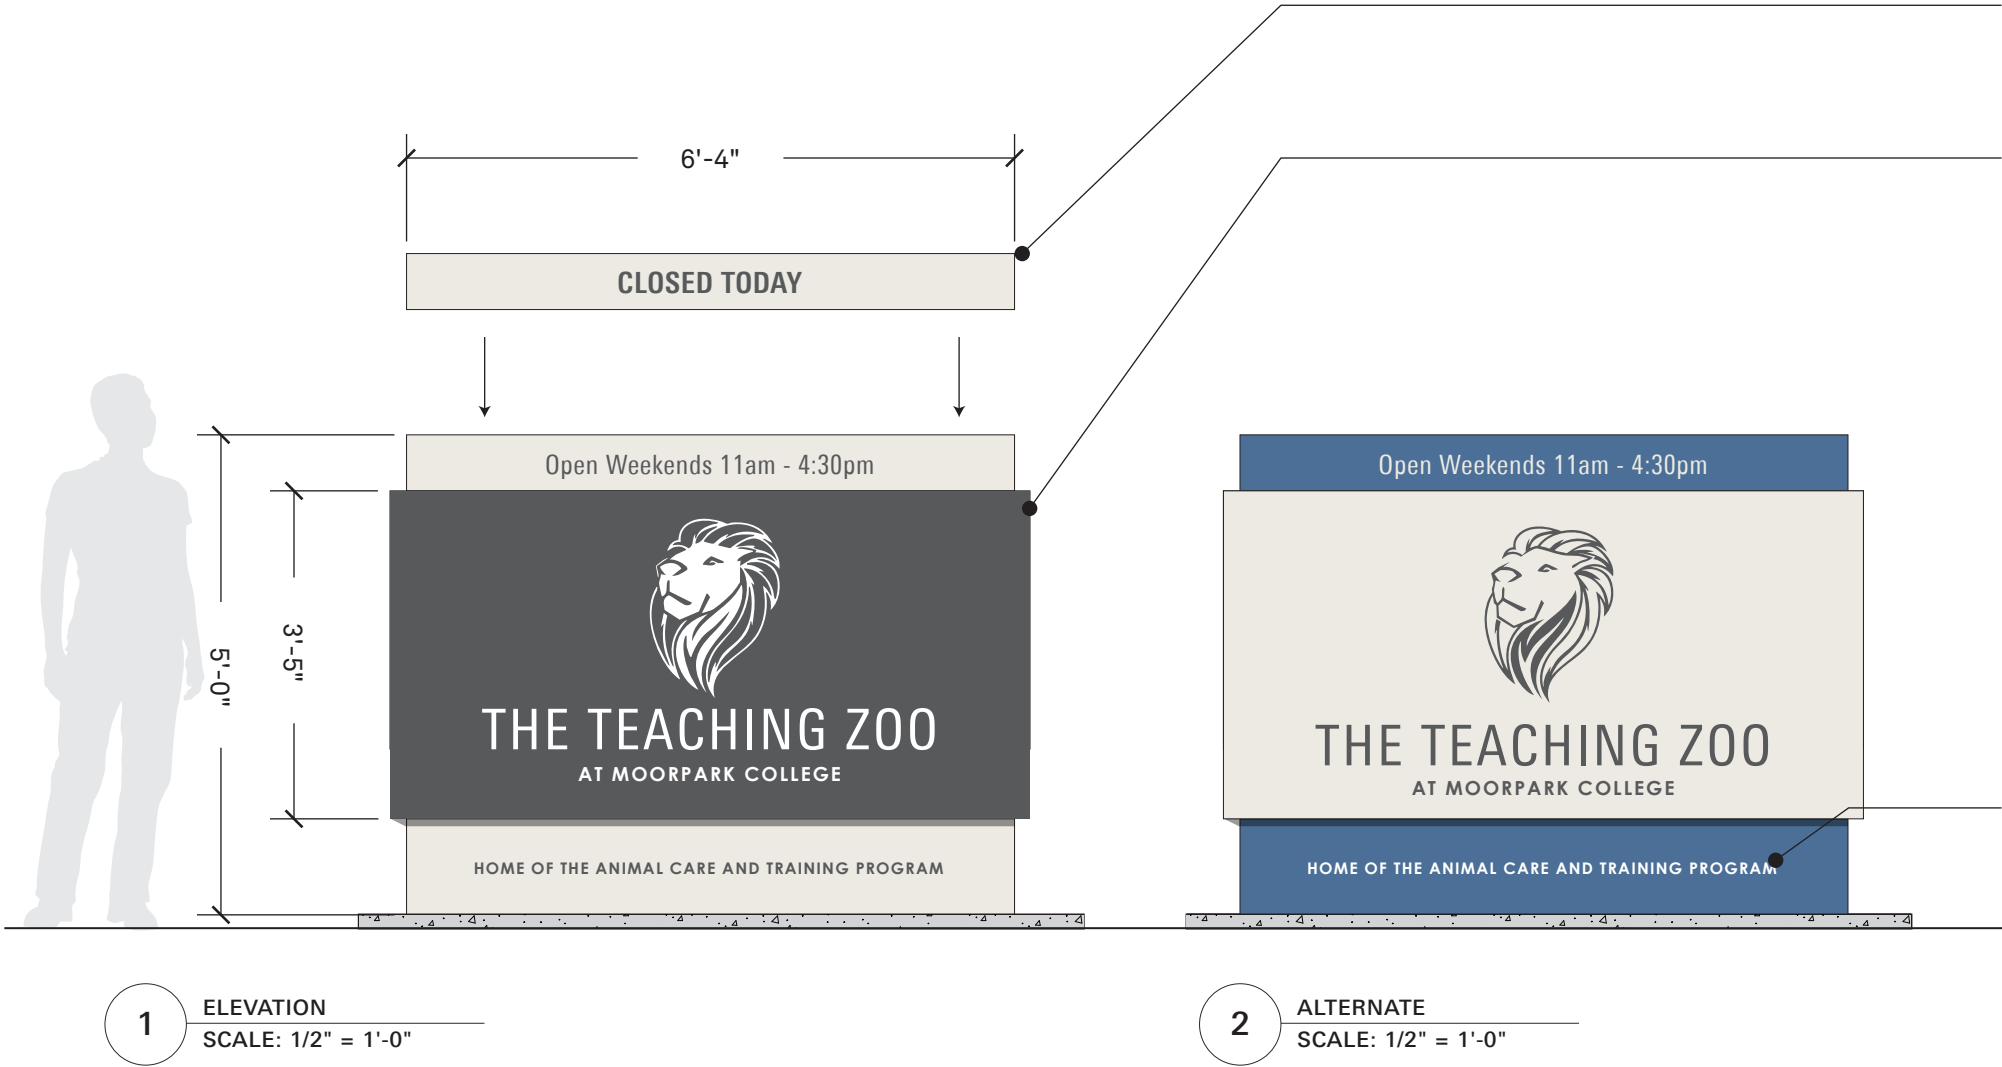 6'-4"
CLOSED TODAY
Open Weekends 11am - 4:30pm
THE TEACHING ZOO
AT MOORPARK COLLEGE
HOME OF THE ANIMAL CARE AND TRAINING PROGRAM
5'-0"
3'-5"
Open Weekends 11am - 4:30pm
THE TEACHING ZOO
AT MOORPARK COLLEGE
HOME OF THE ANIMAL CARE AND TRAINING PROGRAM
1
ELEVATION
SCALE: 1/2" = 1'-0"
2
ALTERNATE
SCALE: 1/2" = 1'-0"